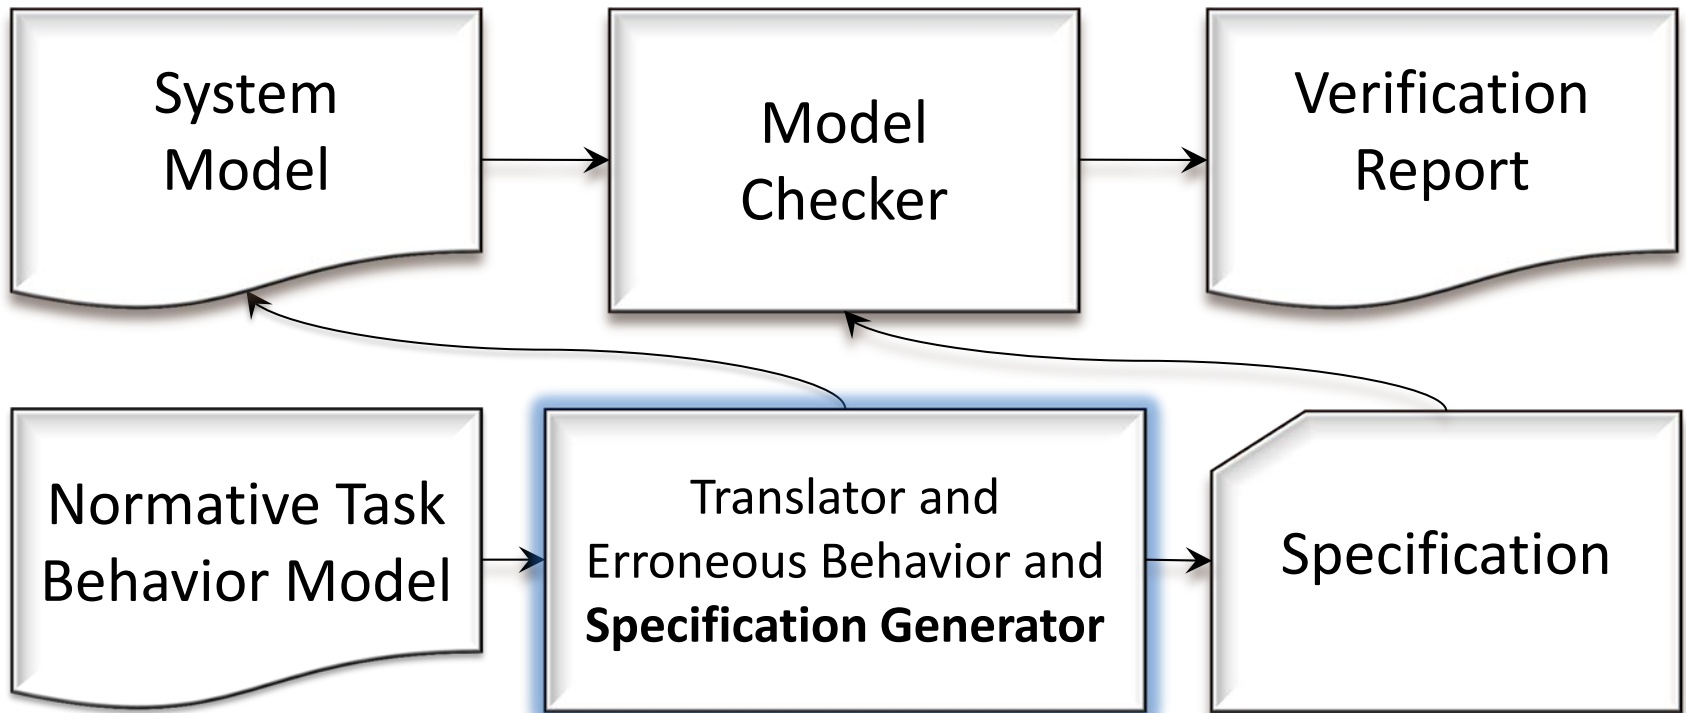 System
Model
Model
Checker
Verification
Report
Normative Task
Behavior Model
Translator and
Erroneous Behavior and
Specification Generator
Specification